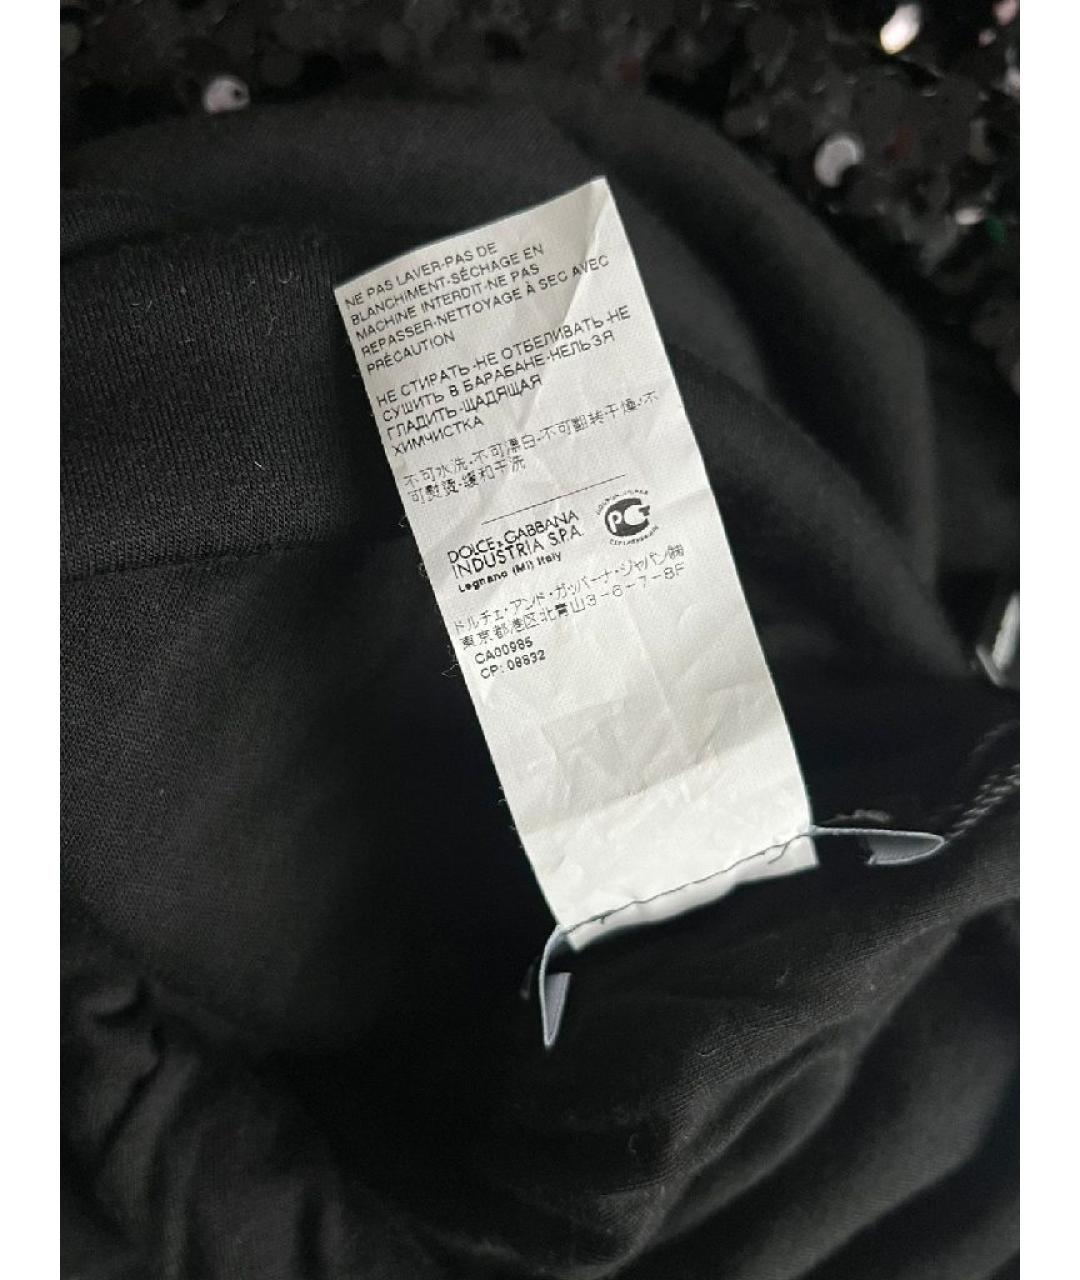 NE PAS LAVER-PAS DE
BLANCHIMENT-SÉCHAGE EN
MACHINE INTERDIT-NE PAS
REPASSER-NETTOYAGE À SEC AVEC
PRÉCAUTION
НЕ СТИРАТЬ-НЕ ОТБЕЛИВАТЬ-НЕ
СУШИТЬ В БАРАБАНЕ-НЕЛЬЗЯ
ГЛАДИТЬ-ЩАДЯЩАЯ
ХИМЧИСТКА
不可水洗-不可漂白-不可翻转干燥-不
可熨烫-缓和干洗
DOLCE&GABBANA
INDUSTRIA S.P.A.
Legnano (MI) Italy
РСТ
ドルチェ・アンド・ガッバーナ・ジャパン㈱
東京都港区北青山3-6-7-8F
CA00985
CP: 08832